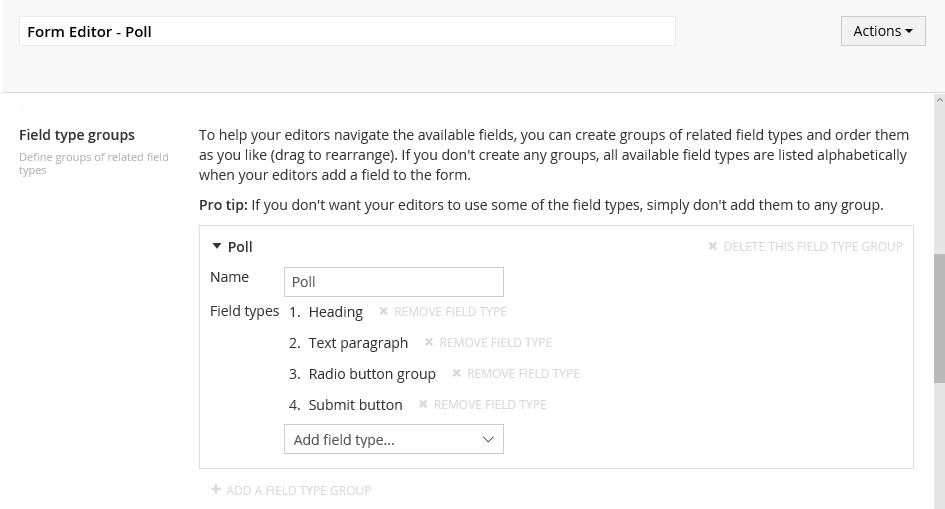 Form Editor - Poll
Actions
Field type groups
Define groups of related field
types
To help your editors navigate the available fields, you can create groups of related field types and order them
as you like (drag to rearrange). If you don't create any groups, all available field types are listed alphabetically
when your editors add a field to the form.
Pro tip: If you don't want your editors to use some of the field types, simply don't add them to any group.
Poll
DELETE THIS FIELD TYPE GROUP
Name
Poll
Field types
1. Heading REMOVE FIELD TYPE
2. Text paragraph REMOVE FIELD TYPE
3. Radio button group REMOVE FIELD TYPE
4. Submit button REMOVE FIELD TYPE
Add field type...
ADD A FIELD TYPE GROUP